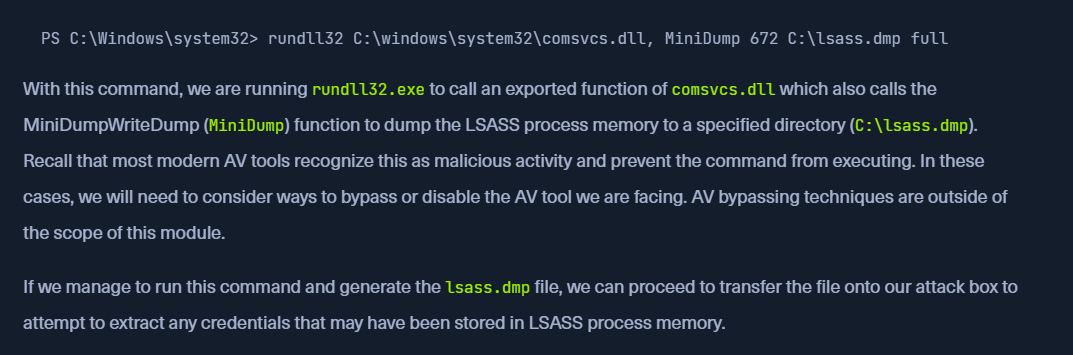 PS C:\Windows\system32> rundll32 C:\windows\system32\comsvcs.dll, MiniDump 672 C:\lsass.dmp full
With this command, we are running rundll32.exe to call an exported function of comsvcs.dll which also calls the
MiniDumpWriteDump (MiniDump) function to dump the LSASS process memory to a specified directory (C:\lsass.dmp).
Recall that most modern AV tools recognize this as malicious activity and prevent the command from executing. In these
cases, we will need to consider ways to bypass or disable the AV tool we are facing. AV bypassing techniques are outside of
the scope of this module.
If we manage to run this command and generate the lsass.dmp file, we can proceed to transfer the file onto our attack box to
attempt to extract any credentials that may have been stored in LSASS process memory.